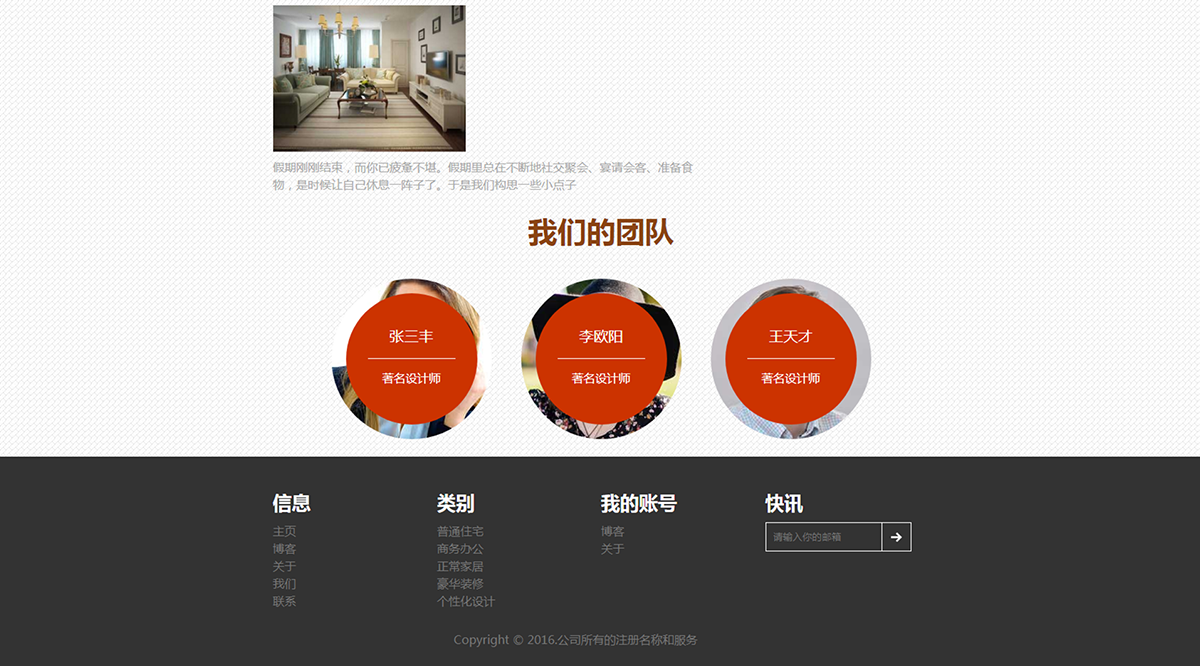 假期刚刚结束，而你已疲惫不堪。假期里总在不断地社交聚会、宴请会客、准备食
物，是时候让自己休息一阵子了。于是我们构思一些小点子
我们的团队
张三丰
著名设计师
李欧阳
著名设计师
王天才
著名设计师
信息
主页
博客
关于
我们
联系
类别
普通住宅
商务办公
正常家居
豪华装修
个性化设计
我的账号
博客
关于
快讯
请输入你的邮箱
Copyright © 2016.公司所有的注册名称和服务